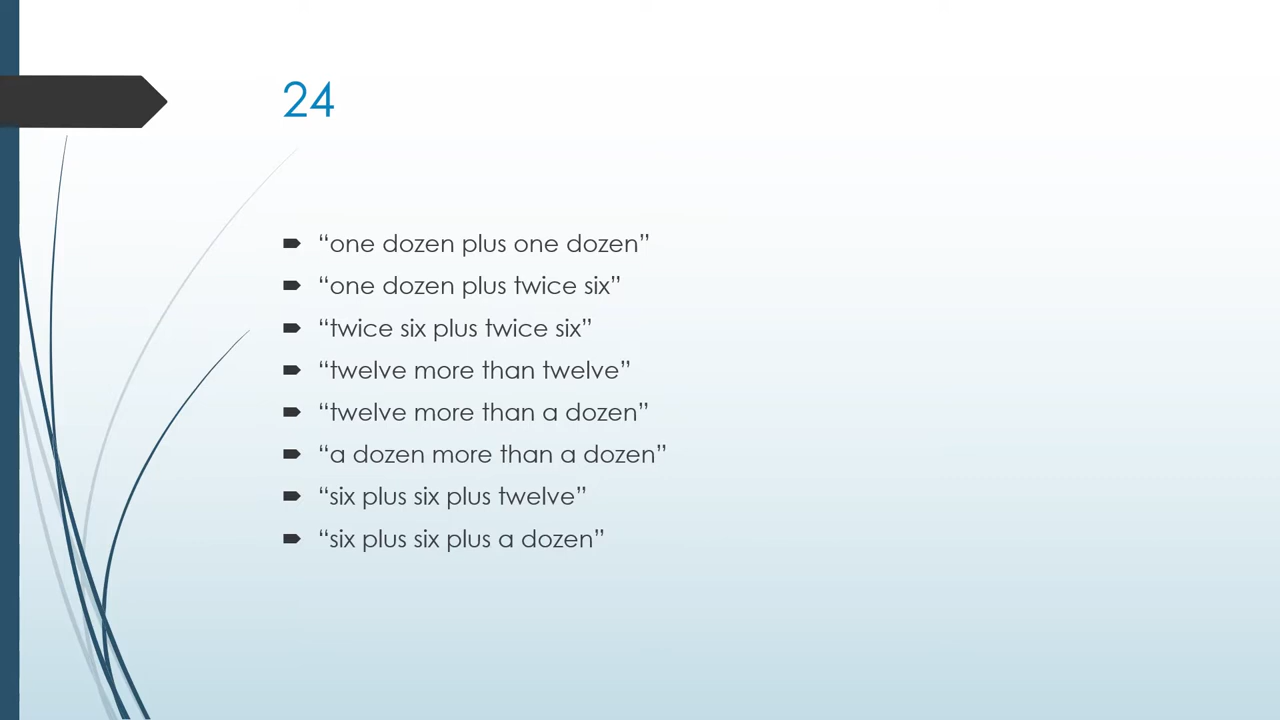 24
“one dozen plus one dozen”
“one dozen plus twice six”
“twice six plus twice six”
“twelve more than twelve”
“twelve more than a dozen”
“a dozen more than a dozen”
“six plus six plus twelve”
“six plus six plus a dozen”